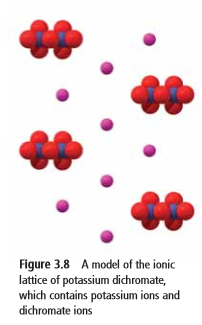 Figure 3.8 A model of the ionic
lattice of potassium dichromate,
which contains potassium ions and
dichromate ions